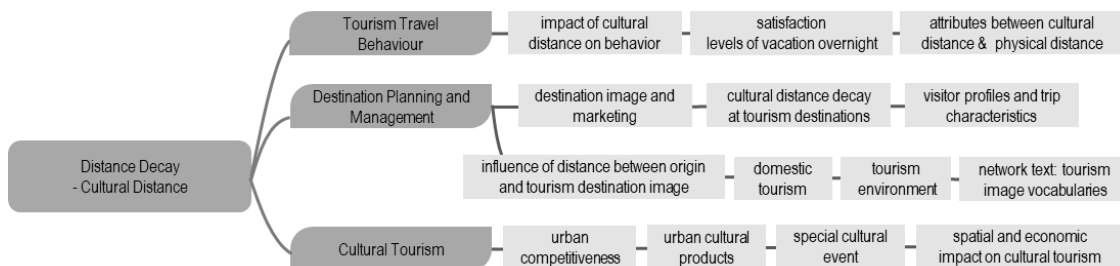 Distance Decay
- Cultural Distance
Tourism Travel
Behaviour
impact of cultural
distance on behavior
satisfaction
levels of vacation overnight
attributes between cultural
distance & physical distance
Destination Planning and
Management
destination image and
marketing
cultural distance decay
at tourism destinations
visitor profiles and trip
characteristics
influence of distance between origin
and tourism destination image
domestic
tourism
tourism
environment
network text: tourism
image vocabularies
Cultural Tourism
urban
competitiveness
urban cultural
products
special cultural
event
spatial and economic
impact on cultural tourism